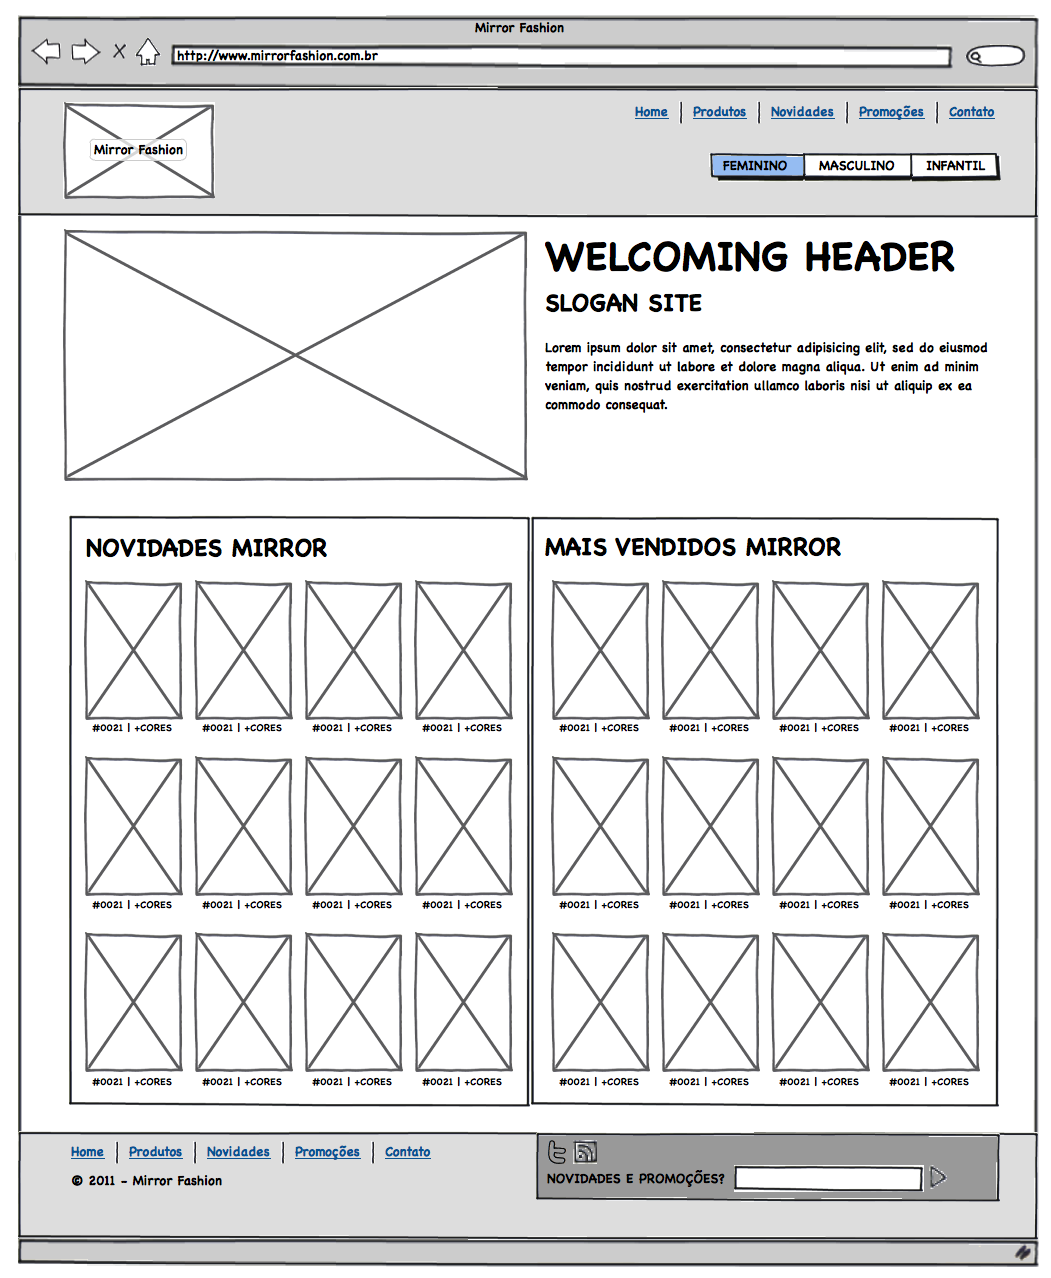 Mirror Fashion
http://www.mirrorfashion.com.br
Home | Produtos | Novidades | Promoções | Contato
Mirror Fashion
FEMININO MASCULINO INFANTIL
WELCOMING HEADER
SLOGAN SITE
Lorem ipsum dolor sit amet, consectetur adipisicing elit, sed do eiusmod
tempor incididunt ut labore et dolore magna aliqua. Ut enim ad minim
veniam, quis nostrud exercitation ullamco laboris nisi ut aliquip ex ea
commodo consequat.
NOVIDADES MIRROR
#0021 | +CORES #0021 | +CORES #0021 | +CORES #0021 | +CORES
#0021 | +CORES #0021 | +CORES #0021 | +CORES #0021 | +CORES
#0021 | +CORES #0021 | +CORES #0021 | +CORES #0021 | +CORES
MAIS VENDIDOS MIRROR
#0021 | +CORES #0021 | +CORES #0021 | +CORES #0021 | +CORES
#0021 | +CORES #0021 | +CORES #0021 | +CORES #0021 | +CORES
#0021 | +CORES #0021 | +CORES #0021 | +CORES #0021 | +CORES
Home | Produtos | Novidades | Promoções | Contato
© 2011 - Mirror Fashion
NOVIDADES E PROMOÇÕES?